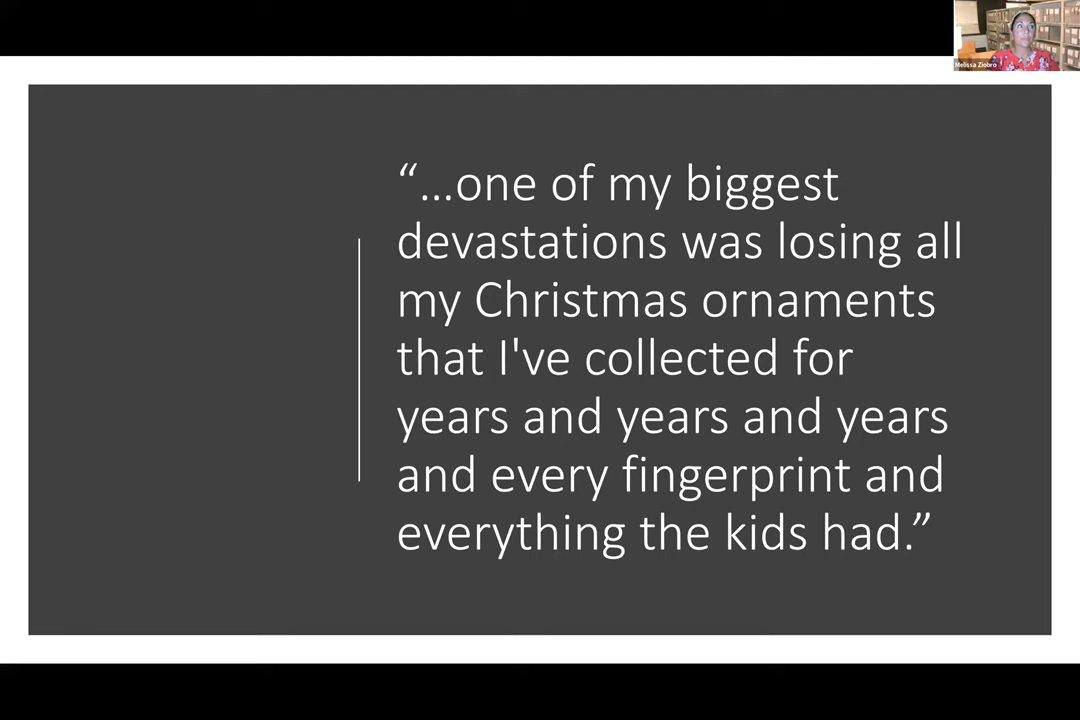 Melissa Ziobro
“…one of my biggest
devastations was losing all
my Christmas ornaments
that I've collected for
years and years and years
and every fingerprint and
everything the kids had.”